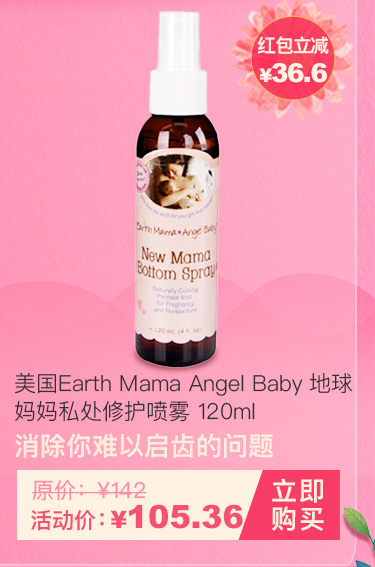 红包立减
¥36.6
Earth Mama♥Angel Baby
New Mama
Bottom Spray
Naturally Cooling
Perineal Mist
for Pregnancy
and Postpartum
120 ml. (4 fl. oz.)
美国Earth Mama Angel Baby 地球
妈妈私处修护喷雾 120ml
消除你难以启齿的问题
原价：¥142
活动价：¥105.36
立即
购买